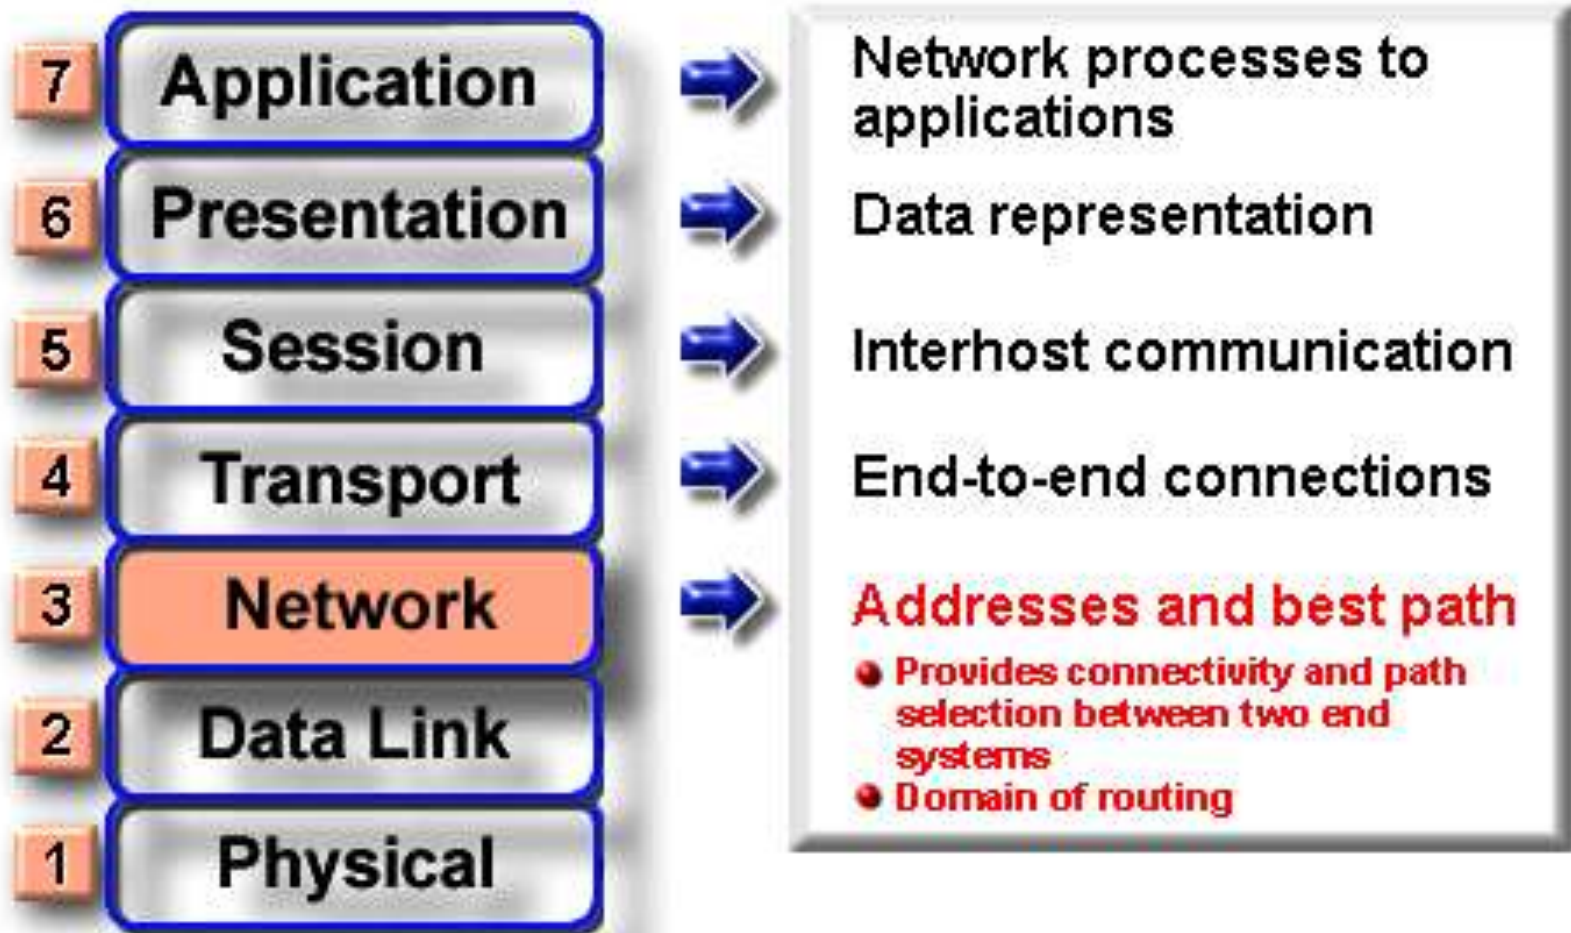 7 Application Network processes to
applications
6 Presentation Data representation
5 Session Interhost communication
4 Transport End-to-end connections
3 Network Addresses and best path
Provides connectivity and path
selection between two end
systems
2 Data Link
Domain of routing
1 Physical